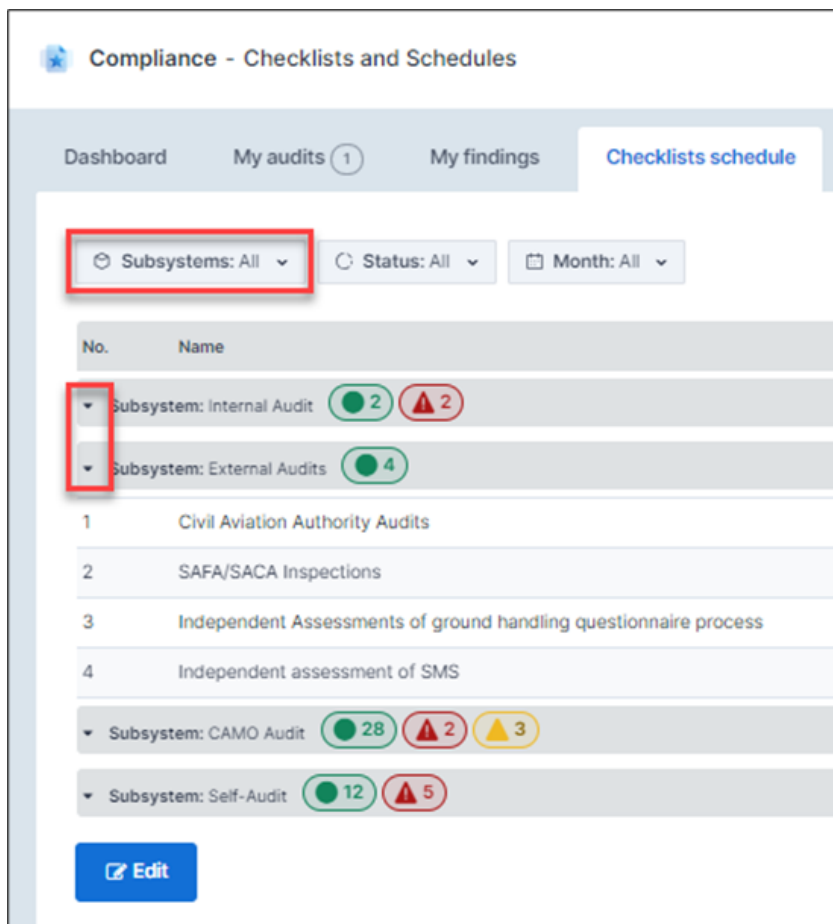 Compliance - Checklists and Schedules
Dashboard My audits 1 My findings Checklists schedule
Subsystems: All Status: All Month: All
No. Name
Subsystem: Internal Audit 2 2
Subsystem: External Audits 4
1 Civil Aviation Authority Audits
2 SAFA/SACA Inspections
3 Independent Assessments of ground handling questionnaire process
4 Independent assessment of SMS
Subsystem: CAMO Audit 28 2 3
Subsystem: Self-Audit 12 5
Edit